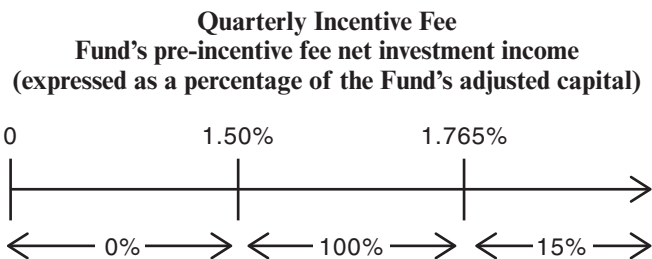 Quarterly Incentive Fee
Fund's pre-incentive fee net investment income
(expressed as a percentage of the Fund's adjusted capital)
0 1.50% 1.765%
0% 100% 15%